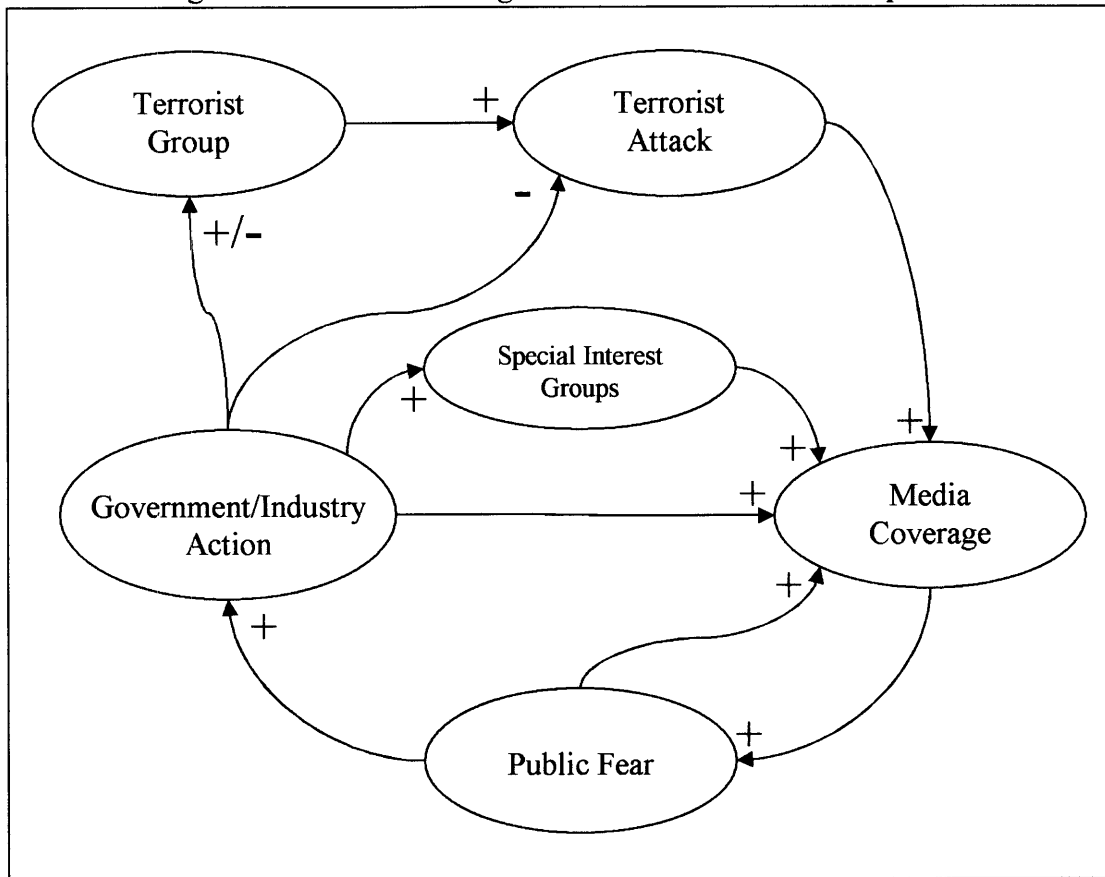 Terrorist
Group
+
Terrorist
Attack
+/-
-
Special Interest
Groups
+
+
+
Government/Industry
Action
+
Media
Coverage
+
+
Public Fear
+